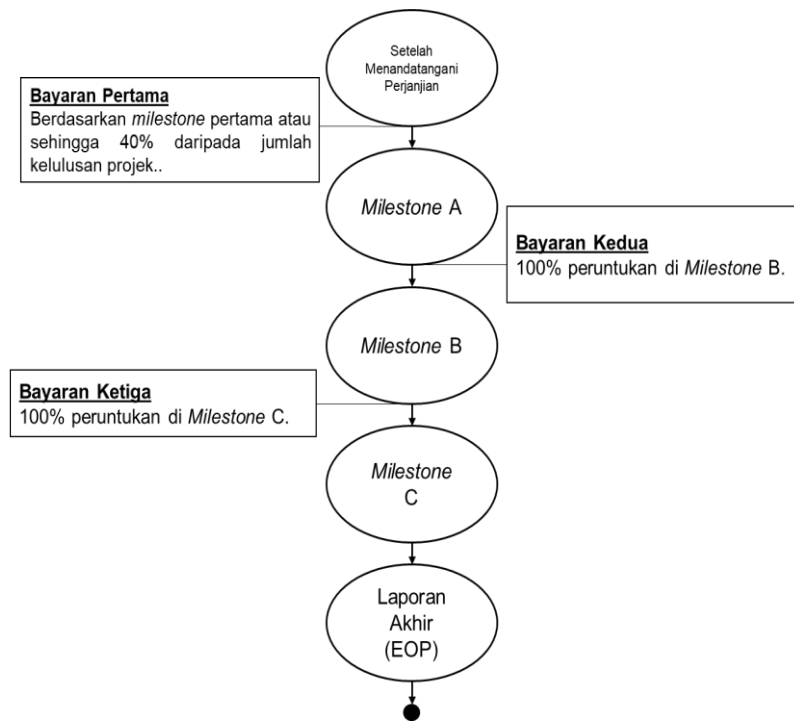 Setelah
Menandatangani
Perjanjian
Bayaran Pertama
Berdasarkan milestone pertama atau
sehingga 40% daripada jumlah
kelulusan projek..
Milestone A
Bayaran Kedua
100% peruntukan di Milestone B.
Milestone B
Bayaran Ketiga
100% peruntukan di Milestone C.
Milestone
C
Laporan
Akhir
(EOP)